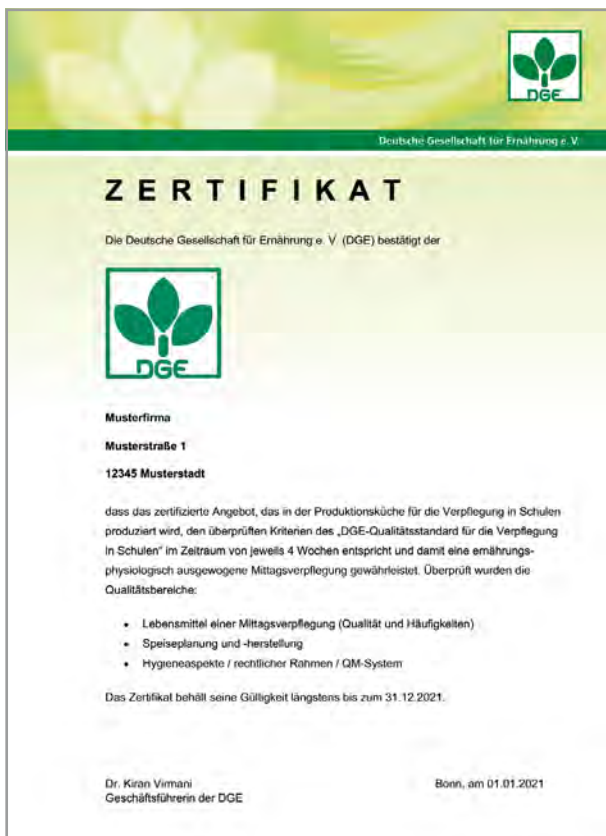 DGE
Deutsche Gesellschaft für Ernährung e. V.
ZERTIFIKAT
Die Deutsche Gesellschaft für Ernährung e. V. (DGE) bestätigt der
DGE
Musterfirma
Musterstraße 1
12345 Musterstadt
dass das zertifizierte Angebot, das in der Produktionsküche für die Verpflegung in Schulen
produziert wird, den überprüften Kriterien des „DGE-Qualitätsstandard für die Verpflegung
in Schulen“ im Zeitraum von jeweils 4 Wochen entspricht und damit eine ernährungs-
physiologisch ausgewogene Mittagsverpflegung gewährleistet. Überprüft wurden die
Qualitätsbereiche:
• Lebensmittel einer Mittagsverpflegung (Qualität und Häufigkeiten)
• Speiseplanung und -herstellung
• Hygieneaspekte / rechtlicher Rahmen / QM-System
Das Zertifikat behält seine Gültigkeit längstens bis zum 31.12.2021.
Dr. Kiran Virmani
Geschäftsführerin der DGE
Bonn, am 01.01.2021